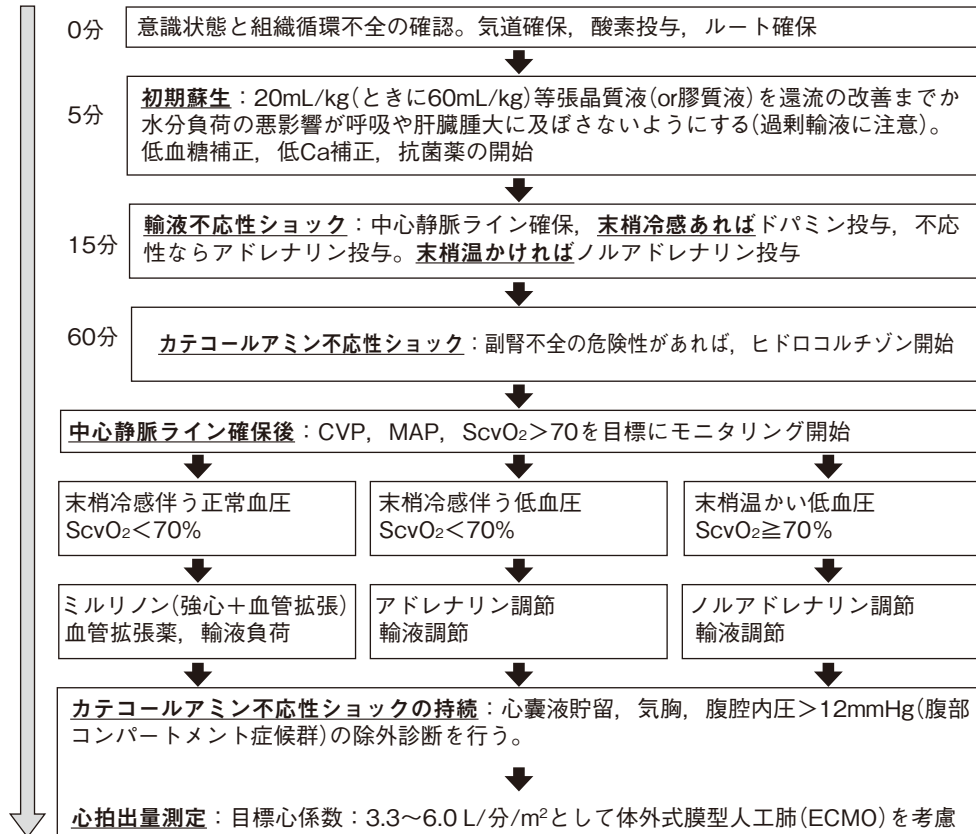 0分
意識状態と組織循環不全の確認。気道確保，酸素投与，ルート確保
5分
初期蘇生：20mL/kg(ときに60mL/kg)等張晶質液(or膠質液)を還流の改善までか
水分負荷の悪影響が呼吸や肝臓腫大に及ぼさないようにする(過剰輸液に注意)。
低血糖補正，低Ca補正，抗菌薬の開始
15分
輸液不応性ショック：中心静脈ライン確保，末梢冷感あればドパミン投与，不応
性ならアドレナリン投与。末梢温かければノルアドレナリン投与
60分
カテコールアミン不応性ショック：副腎不全の危険性があれば，ヒドロコルチゾン開始
中心静脈ライン確保後：CVP，MAP，ScvO₂＞70を目標にモニタリング開始
末梢冷感伴う正常血圧
ScvO₂＜70%
末梢冷感伴う低血圧
ScvO₂＜70%
末梢温かい低血圧
ScvO₂≧70%
ミルリノン(強心＋血管拡張)
血管拡張薬，輸液負荷
アドレナリン調節
輸液調節
ノルアドレナリン調節
輸液調節
カテコールアミン不応性ショックの持続：心囊液貯留，気胸，腹腔内圧＞12mmHg(腹部
コンパートメント症候群)の除外診断を行う。
心拍出量測定：目標心係数：3.3～6.0 L/分/m²として体外式膜型人工肺(ECMO)を考慮